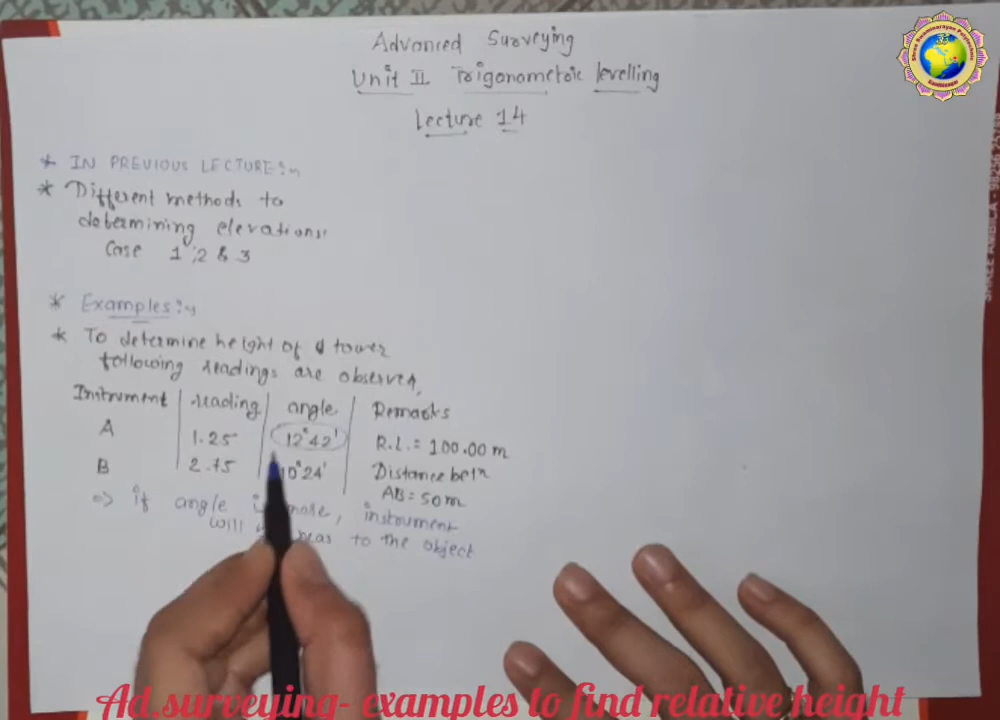 Advanced Surveying
Unit II Trigonometric levelling
Lecture 14
* IN PREVIOUS LECTURE:~
* Different methods to
determining elevations
Case 1, 2 & 3
* Examples:~
* To determine height of tower
following readings are observed,
Instrument reading angle Remarks
A 1.25 12°42' R.L. = 100.00 m
B 2.75 10°24' Distance betn
AB = 50 m
⇒ if angle is more, instrument
will to the object
Ad.surveying- examples to find relative height